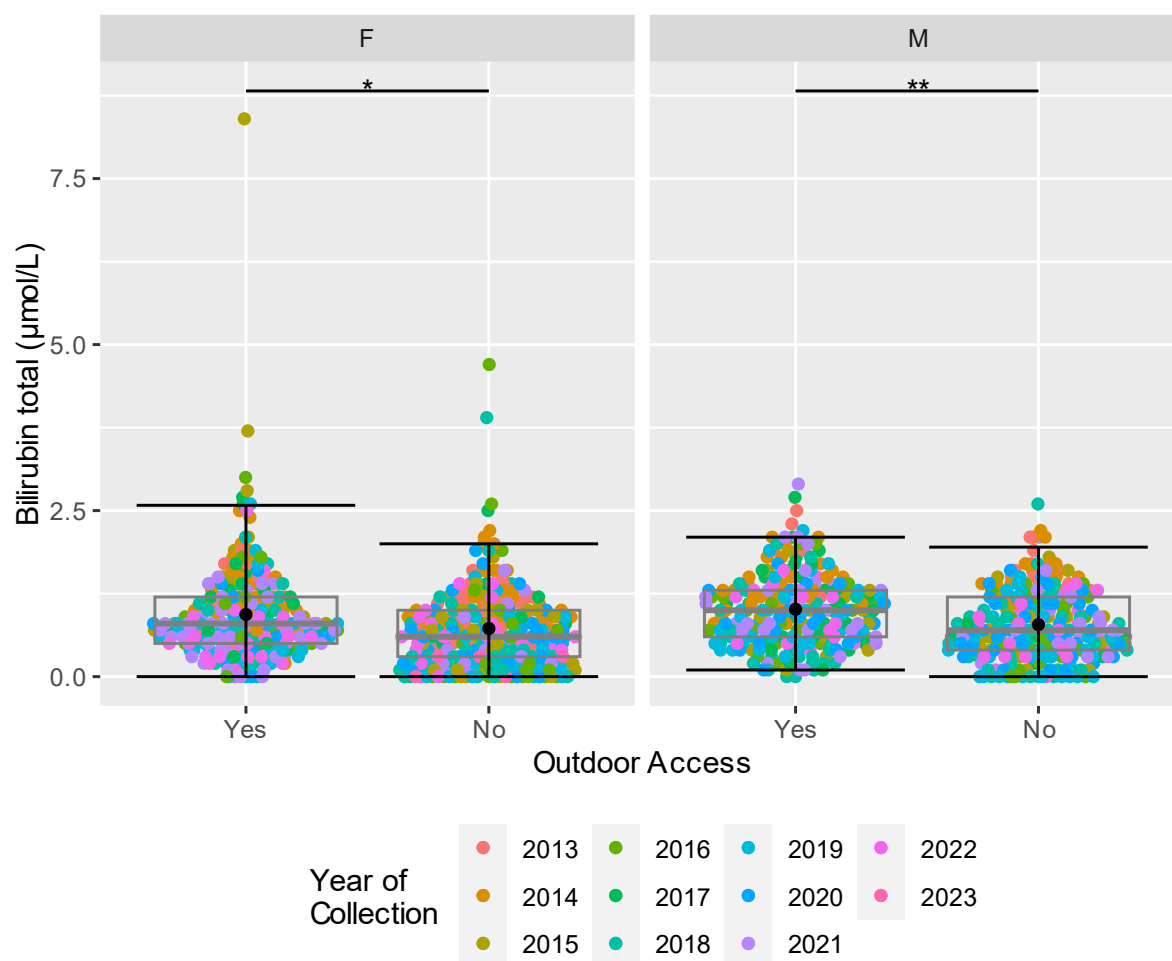 F
M
*
**
Bilirubin total (µmol/L)
7.5
5.0
2.5
0.0
Yes
No
Yes
No
Outdoor Access
Year of
Collection
2013
2016
2019
2022
2014
2017
2020
2023
2015
2018
2021